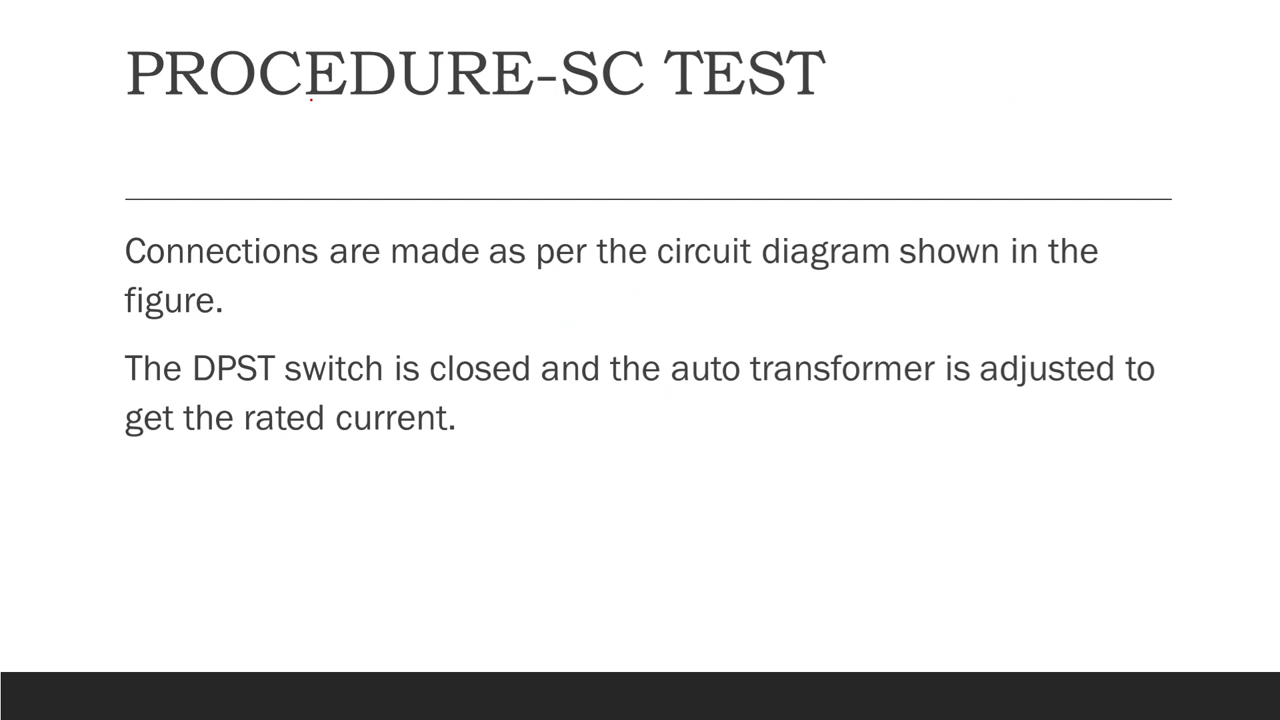 PROCEDURE-SC TEST
Connections are made as per the circuit diagram shown in the
figure.
The DPST switch is closed and the auto transformer is adjusted to
get the rated current.